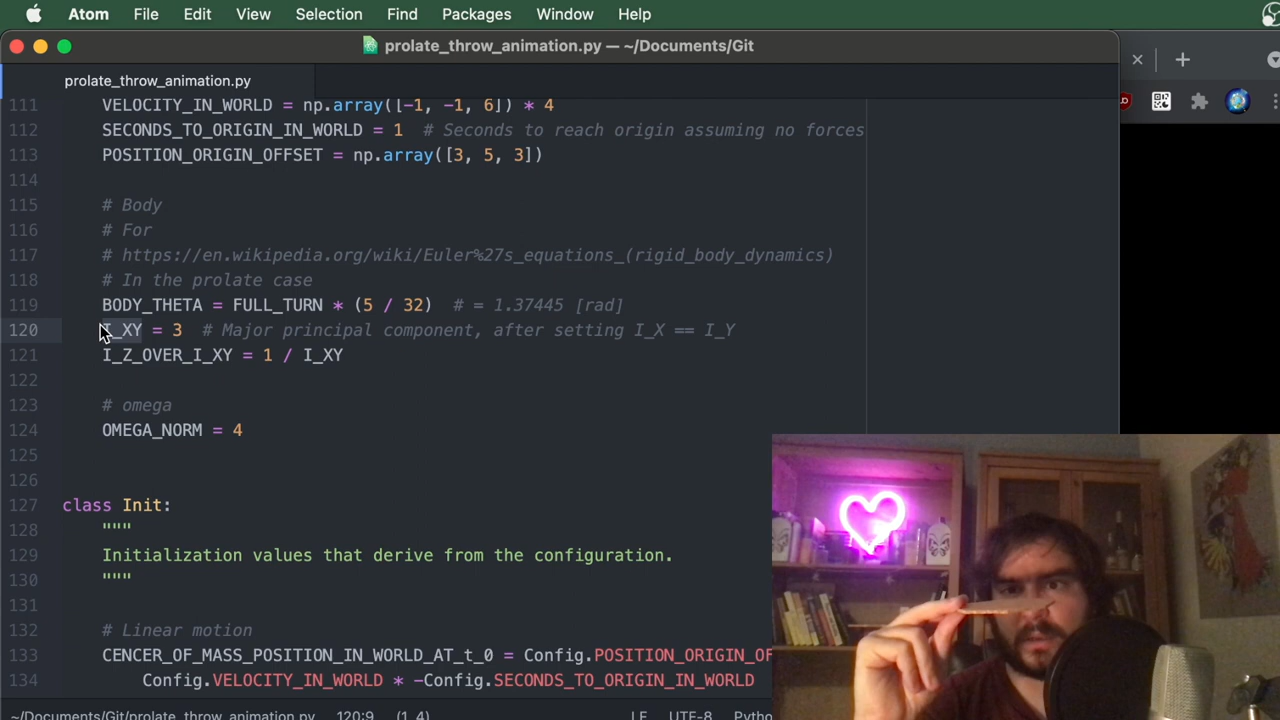 Atom File Edit View Selection Find Packages Window Help
prolate_throw_animation.py — ~/Documents/Git
prolate_throw_animation.py
111 VELOCITY_IN_WORLD = np.array([-1, -1, 6]) * 4
112 SECONDS_TO_ORIGIN_IN_WORLD = 1 # Seconds to reach origin assuming no forces
113 POSITION_ORIGIN_OFFSET = np.array([3, 5, 3])
114
115 # Body
116 # For
117 # https://en.wikipedia.org/wiki/Euler%27s_equations_(rigid_body_dynamics)
118 # In the prolate case
119 BODY_THETA = FULL_TURN * (5 / 32) # = 1.37445 [rad]
120 I_XY = 3 # Major principal component, after setting I_X == I_Y
121 I_Z_OVER_I_XY = 1 / I_XY
122
123 # omega
124 OMEGA_NORM = 4
125
126
127 class Init:
128 """
129 Initialization values that derive from the configuration.
130 """
131
132 # Linear motion
133 CENCER_OF_MASS_POSITION_IN_WORLD_AT_t_0 = Config.POSITION_ORIGIN_OF
134 Config.VELOCITY_IN_WORLD * -Config.SECONDS_TO_ORIGIN_IN_WORLD
~/Documents/Git/prolate_throw_animation.py 120:9 (1, 4) LF UTF-8 Python